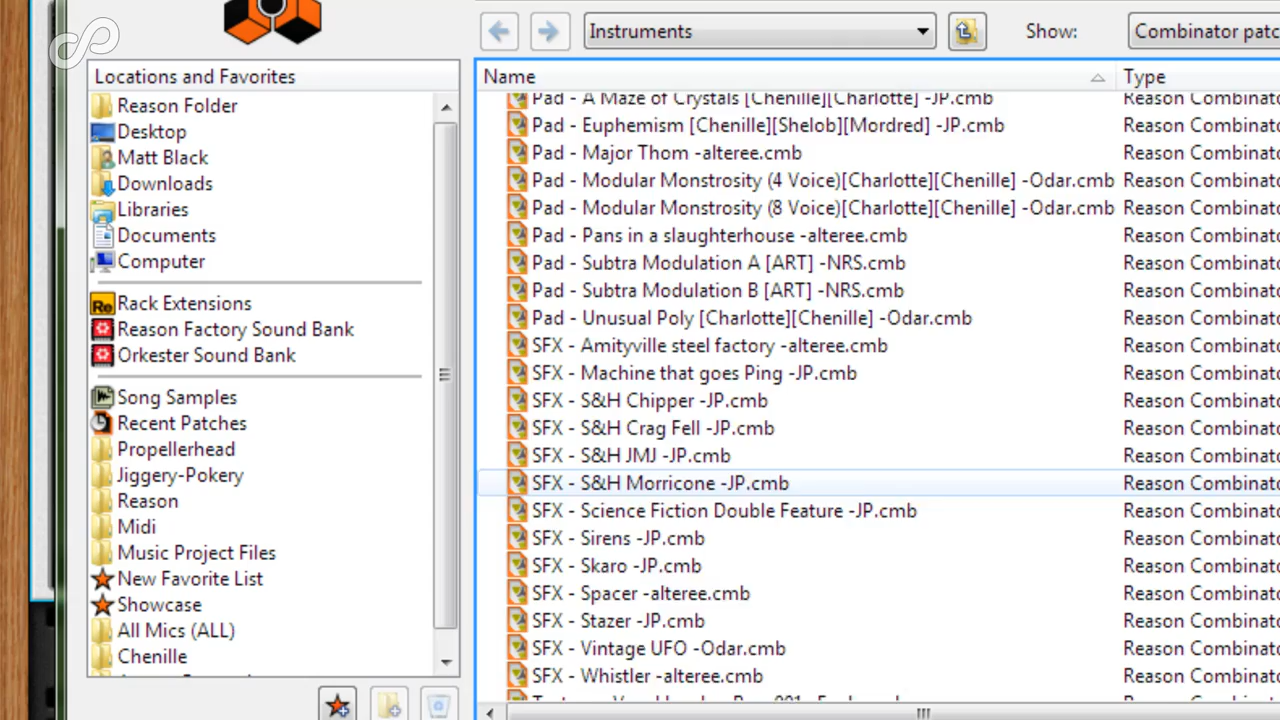 Instruments
Show:
Combinator patc
Locations and Favorites
Reason Folder
Desktop
Matt Black
Downloads
Libraries
Documents
Computer
Rack Extensions
Reason Factory Sound Bank
Orkester Sound Bank
Song Samples
Recent Patches
Propellerhead
Jiggery-Pokery
Reason
Midi
Music Project Files
New Favorite List
Showcase
All Mics (ALL)
Chenille
Name Type
Pad - A Maze of Crystals [Chenille][Charlotte] -JP.cmb Reason Combinato
Pad - Euphemism [Chenille][Shelob][Mordred] -JP.cmb Reason Combinato
Pad - Major Thom -alteree.cmb Reason Combinato
Pad - Modular Monstrosity (4 Voice)[Charlotte][Chenille] -Odar.cmb Reason Combinato
Pad - Modular Monstrosity (8 Voice)[Charlotte][Chenille] -Odar.cmb Reason Combinato
Pad - Pans in a slaughterhouse -alteree.cmb Reason Combinato
Pad - Subtra Modulation A [ART] -NRS.cmb Reason Combinato
Pad - Subtra Modulation B [ART] -NRS.cmb Reason Combinato
Pad - Unusual Poly [Charlotte][Chenille] -Odar.cmb Reason Combinato
SFX - Amityville steel factory -alteree.cmb Reason Combinato
SFX - Machine that goes Ping -JP.cmb Reason Combinato
SFX - S&H Chipper -JP.cmb Reason Combinato
SFX - S&H Crag Fell -JP.cmb Reason Combinato
SFX - S&H JMJ -JP.cmb Reason Combinato
SFX - S&H Morricone -JP.cmb Reason Combinato
SFX - Science Fiction Double Feature -JP.cmb Reason Combinato
SFX - Sirens -JP.cmb Reason Combinato
SFX - Skaro -JP.cmb Reason Combinato
SFX - Spacer -alteree.cmb Reason Combinato
SFX - Stazer -JP.cmb Reason Combinato
SFX - Vintage UFO -Odar.cmb Reason Combinato
SFX - Whistler -alteree.cmb Reason Combinato